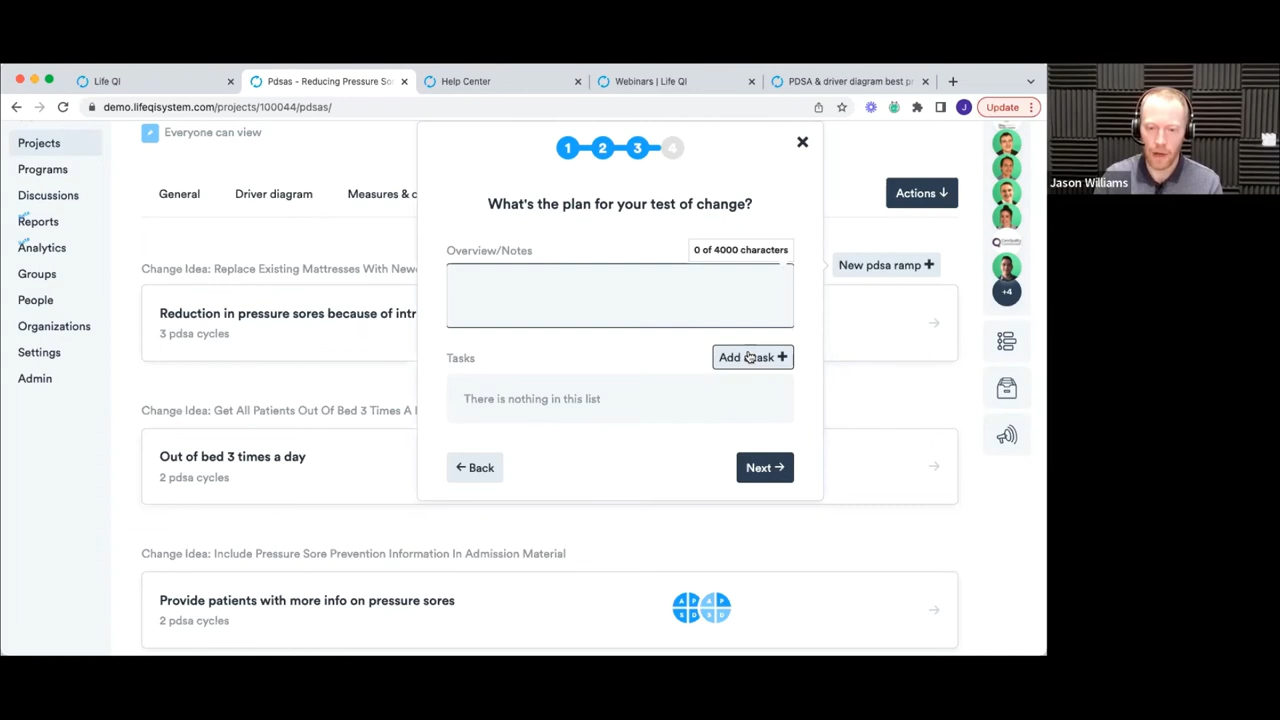 Life QI
Pdsas - Reducing Pressure Sor
Help Center
Webinars | Life QI
PDSA & driver diagram best pr
demo.lifeqisystem.com/projects/100044/pdsas/
J
Update
Jason Williams
Projects
Programs
Discussions
Reports
Analytics
Groups
People
Organizations
Settings
Admin
Everyone can view
General
Driver diagram
Measures & c
Actions ↓
New pdsa ramp +
+4
1 2 3 4
What's the plan for your test of change?
Overview/Notes
0 of 4000 characters
Tasks
Add task +
There is nothing in this list
← Back
Next →
Change Idea: Replace Existing Mattresses With Newe
Reduction in pressure sores because of intr
3 pdsa cycles
Change Idea: Get All Patients Out Of Bed 3 Times A
Out of bed 3 times a day
2 pdsa cycles
Change Idea: Include Pressure Sore Prevention Information In Admission Material
Provide patients with more info on pressure sores
2 pdsa cycles
A P A P
S D S D